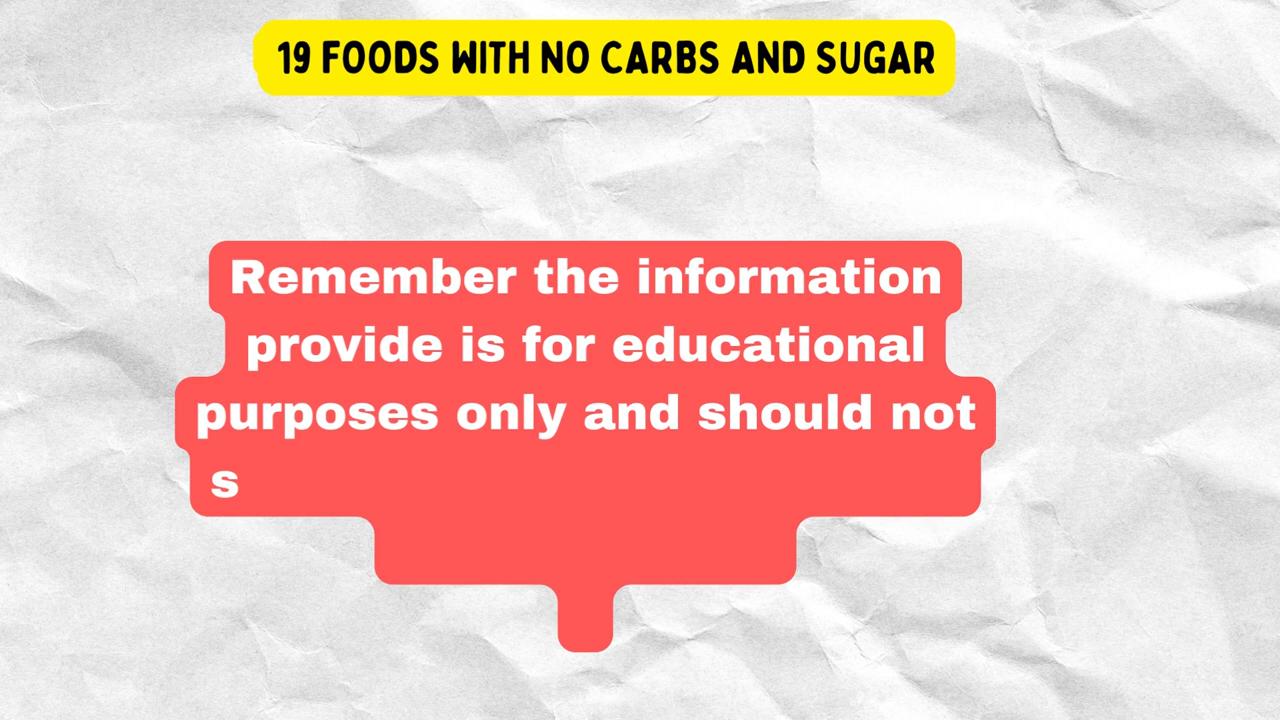 19 FOODS WITH NO CARBS AND SUGAR
Remember the information
provide is for educational
purposes only and should not
s